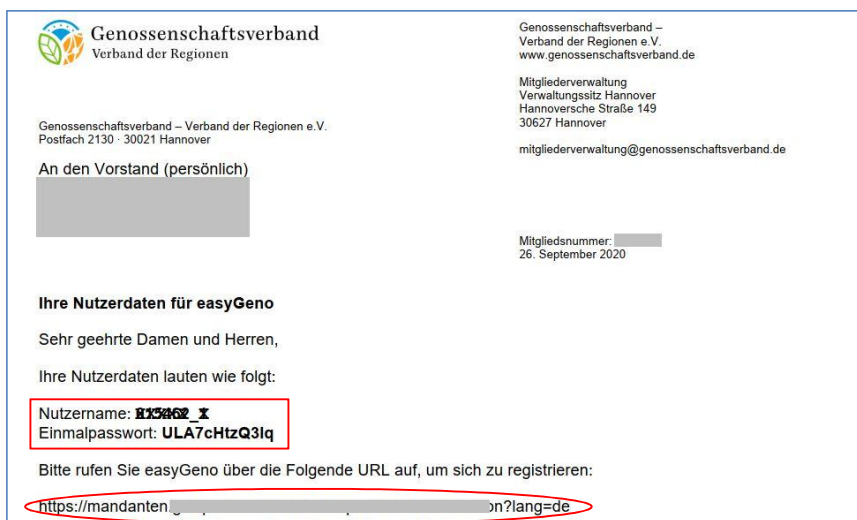 Genossenschaftsverband
Verband der Regionen
Genossenschaftsverband –
Verband der Regionen e.V.
www.genossenschaftsverband.de
Mitgliederverwaltung
Verwaltungssitz Hannover
Hannoversche Straße 149
30627 Hannover
mitgliederverwaltung@genossenschaftsverband.de
Genossenschaftsverband – Verband der Regionen e.V.
Postfach 2130 · 30021 Hannover
An den Vorstand (persönlich)
Mitgliedsnummer:
26. September 2020
Ihre Nutzerdaten für easyGeno
Sehr geehrte Damen und Herren,
Ihre Nutzerdaten lauten wie folgt:
Nutzername:
Einmalpasswort: ULA7cHtzQ3Iq
Bitte rufen Sie easyGeno über die Folgende URL auf, um sich zu registrieren:
https://mandanten. on?lang=de